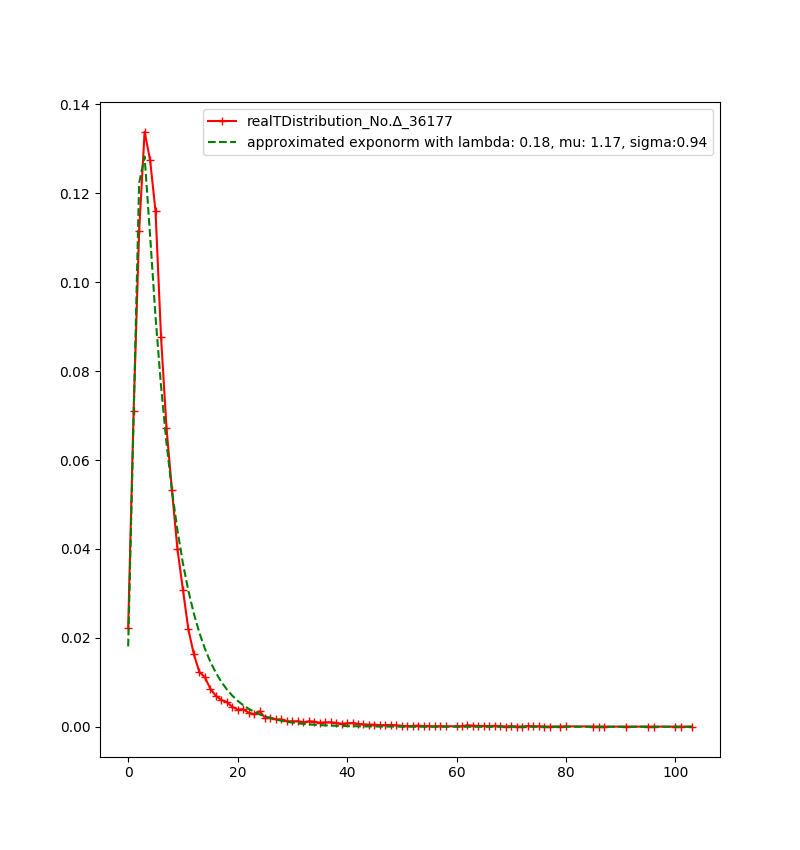 0.14
realTDistribution_No.Δ_36177
approximated exponorm with lambda: 0.18, mu: 1.17, sigma:0.94
0.12
0.10
0.08
0.06
0.04
0.02
0.00
0 20 40 60 80 100